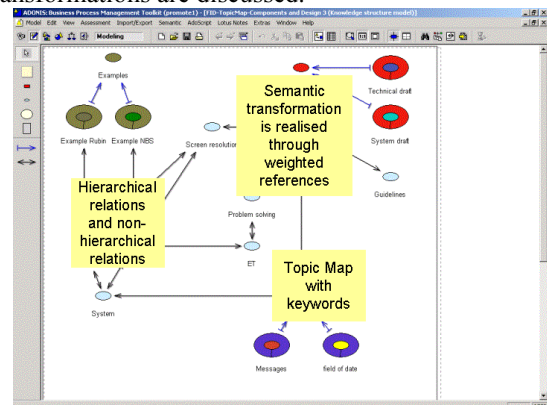 ansformations are discussed.
ADONIS: Business Process Management Toolkit (promote1) - [FID-TopicMap-Components and Design 3 (Knowledge structure model)]
Model Edit View Assessment Import/Export Semantic AdoScript Lotus Notes Extras Window Help
Modeling
Examples
Technical draft
Semantic
transformation
is realised
through
weighted
references
Example Rubin
Example NBS
Screen resolution
System draft
Guidelines
Hierarchical
relations
and non-
hierarchical
relations
Problem solving
ET
Topic Map
with
keywords
System
Messages
field of date